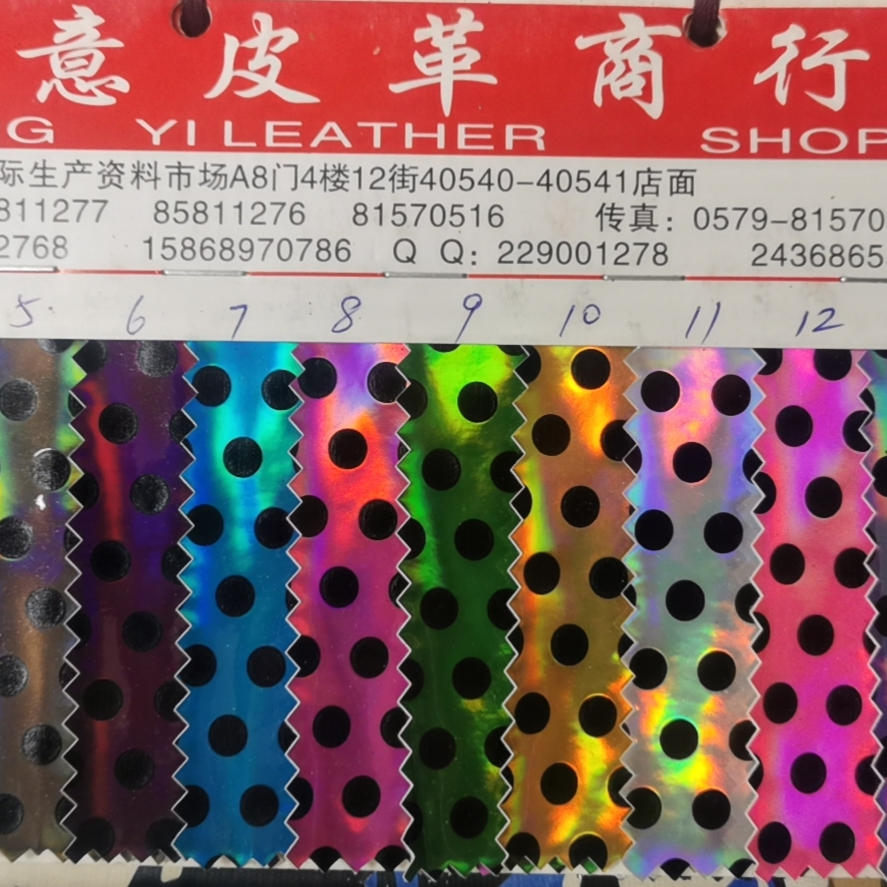 意皮革商行
G YI LEATHER SHOP
际生产资料市场A8门4楼12街40540-40541店面
811277 85811276 81570516 传真: 0579-81570
2768 15868970786 QQ: 229001278 2436865
5 6 7 8 9 10 11 12